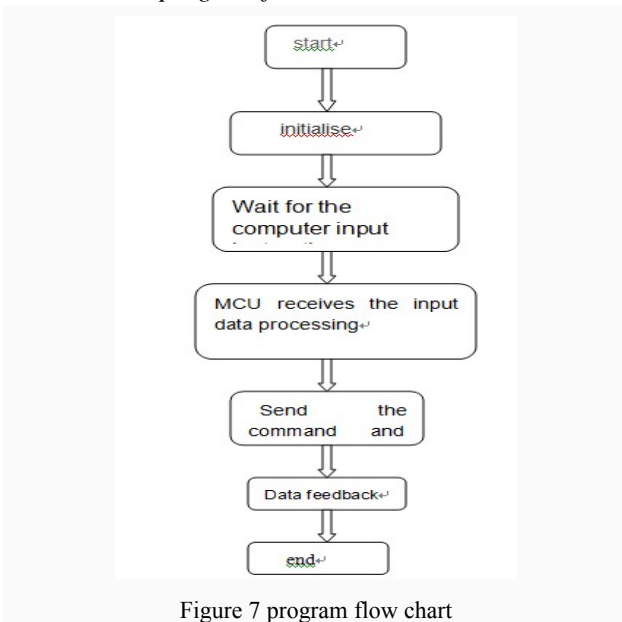 start↵
initialise↵
Wait for the
computer input
MCU receives the input
data processing↵
Send the
command and
Data feedback↵
end↵
Figure 7 program flow chart